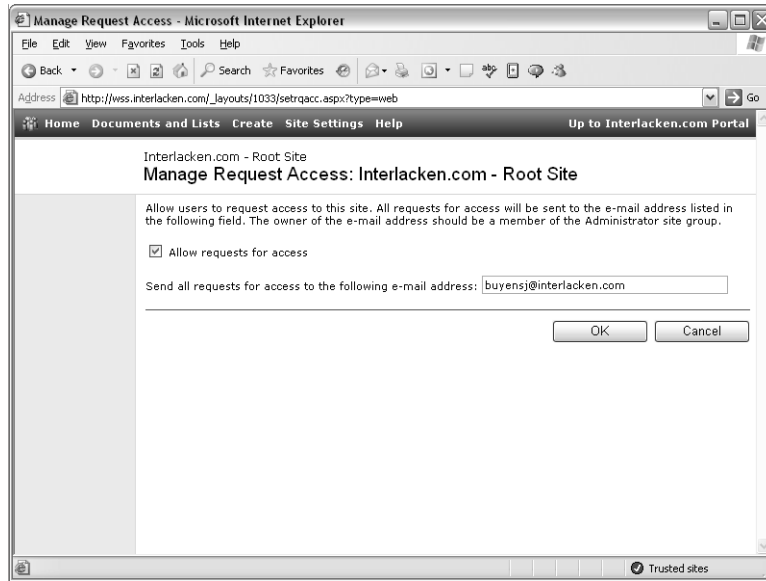 Manage Request Access - Microsoft Internet Explorer
File Edit View Favorites Tools Help
Back Search Favorites
Address http://wss.interlacken.com/_layouts/1033/setrqacc.aspx?type=web Go
Home Documents and Lists Create Site Settings Help Up to Interlacken.com Portal
Interlacken.com - Root Site
Manage Request Access: Interlacken.com - Root Site
Allow users to request access to this site. All requests for access will be sent to the e-mail address listed in
the following field. The owner of the e-mail address should be a member of the Administrator site group.
Allow requests for access
Send all requests for access to the following e-mail address: buyensj@interlacken.com
OK Cancel
Trusted sites